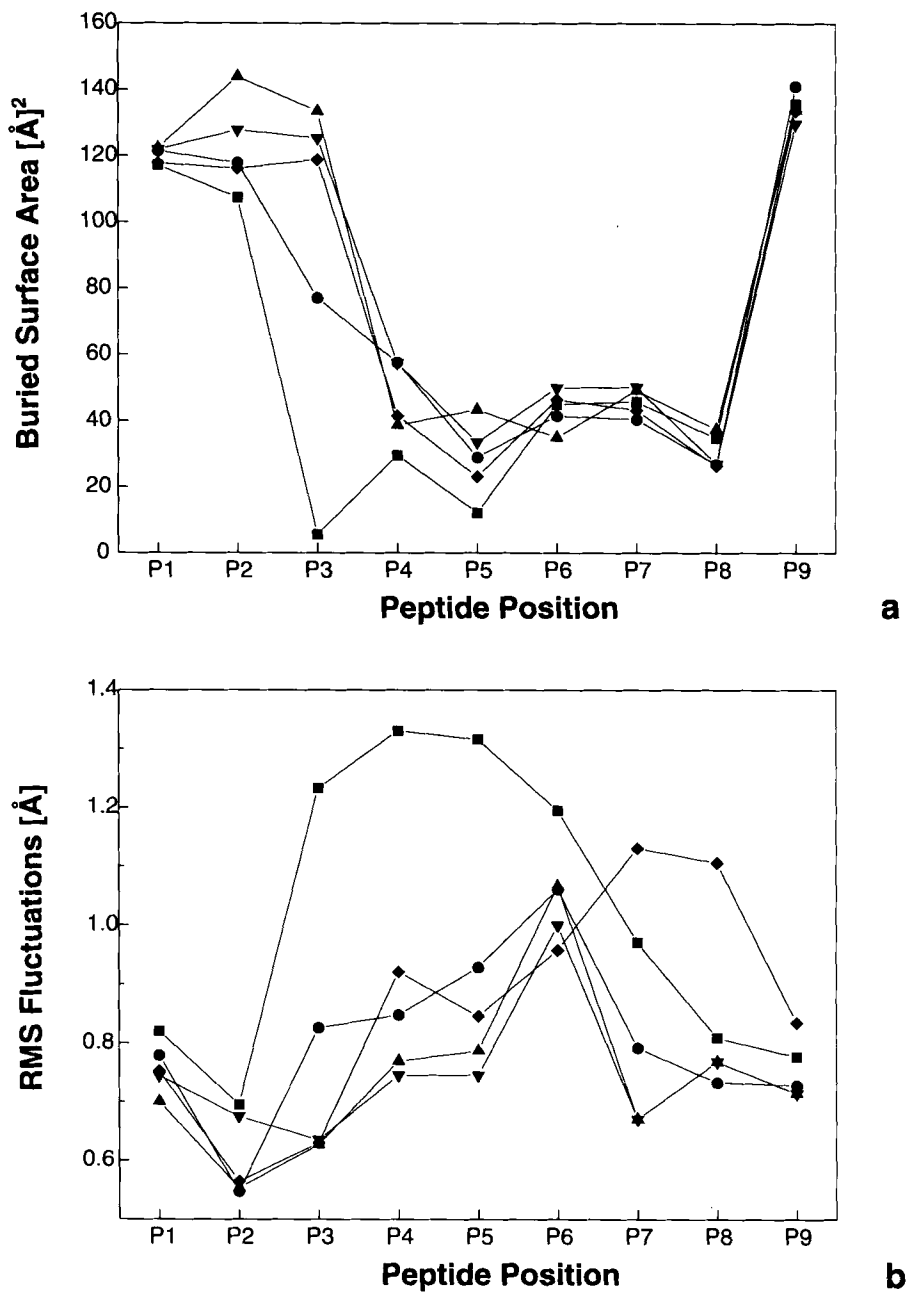 160
140
120
100
80
60
40
20
0
Buried Surface Area [Å]²
P1 P2 P3 P4 P5 P6 P7 P8 P9
Peptide Position
a
1.4
1.2
1.0
0.8
0.6
RMS Fluctuations [Å]
P1 P2 P3 P4 P5 P6 P7 P8 P9
Peptide Position
b